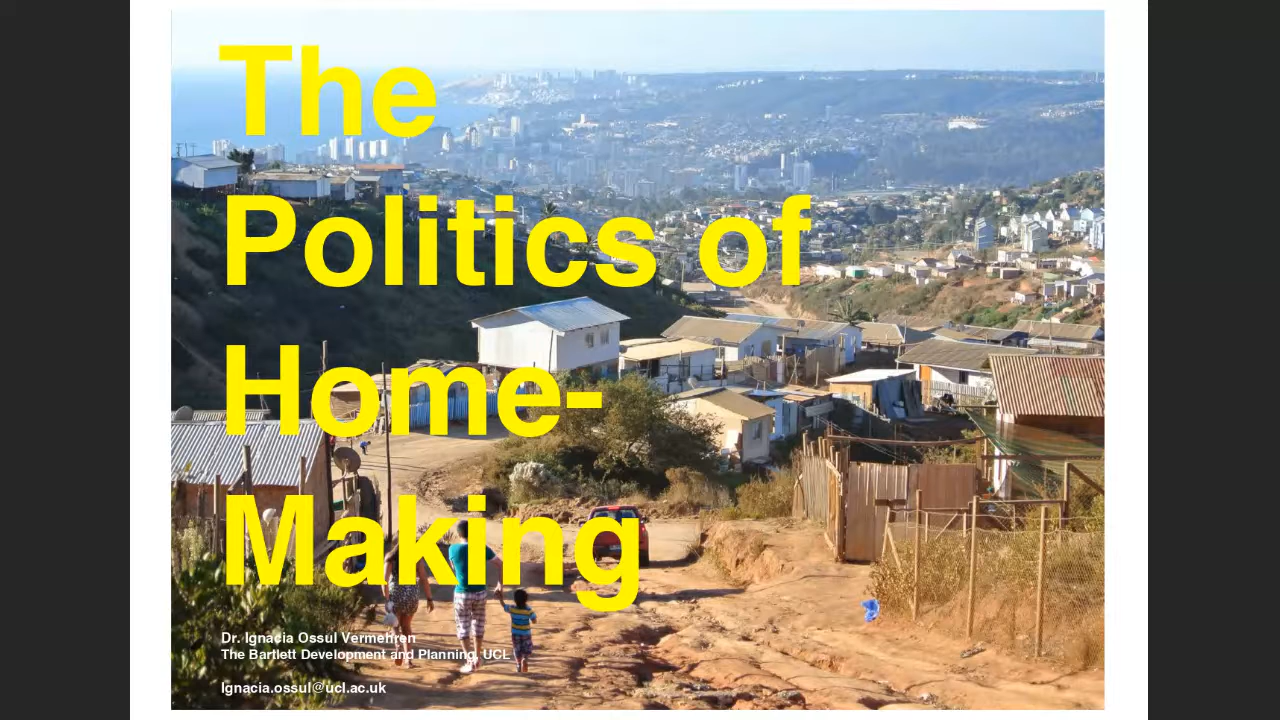 The
Politics of
Home-
Making
Dr. Ignacia Ossul Vermehren
The Bartlett Development and Planning, UCL
Ignacia.ossul@ucl.ac.uk